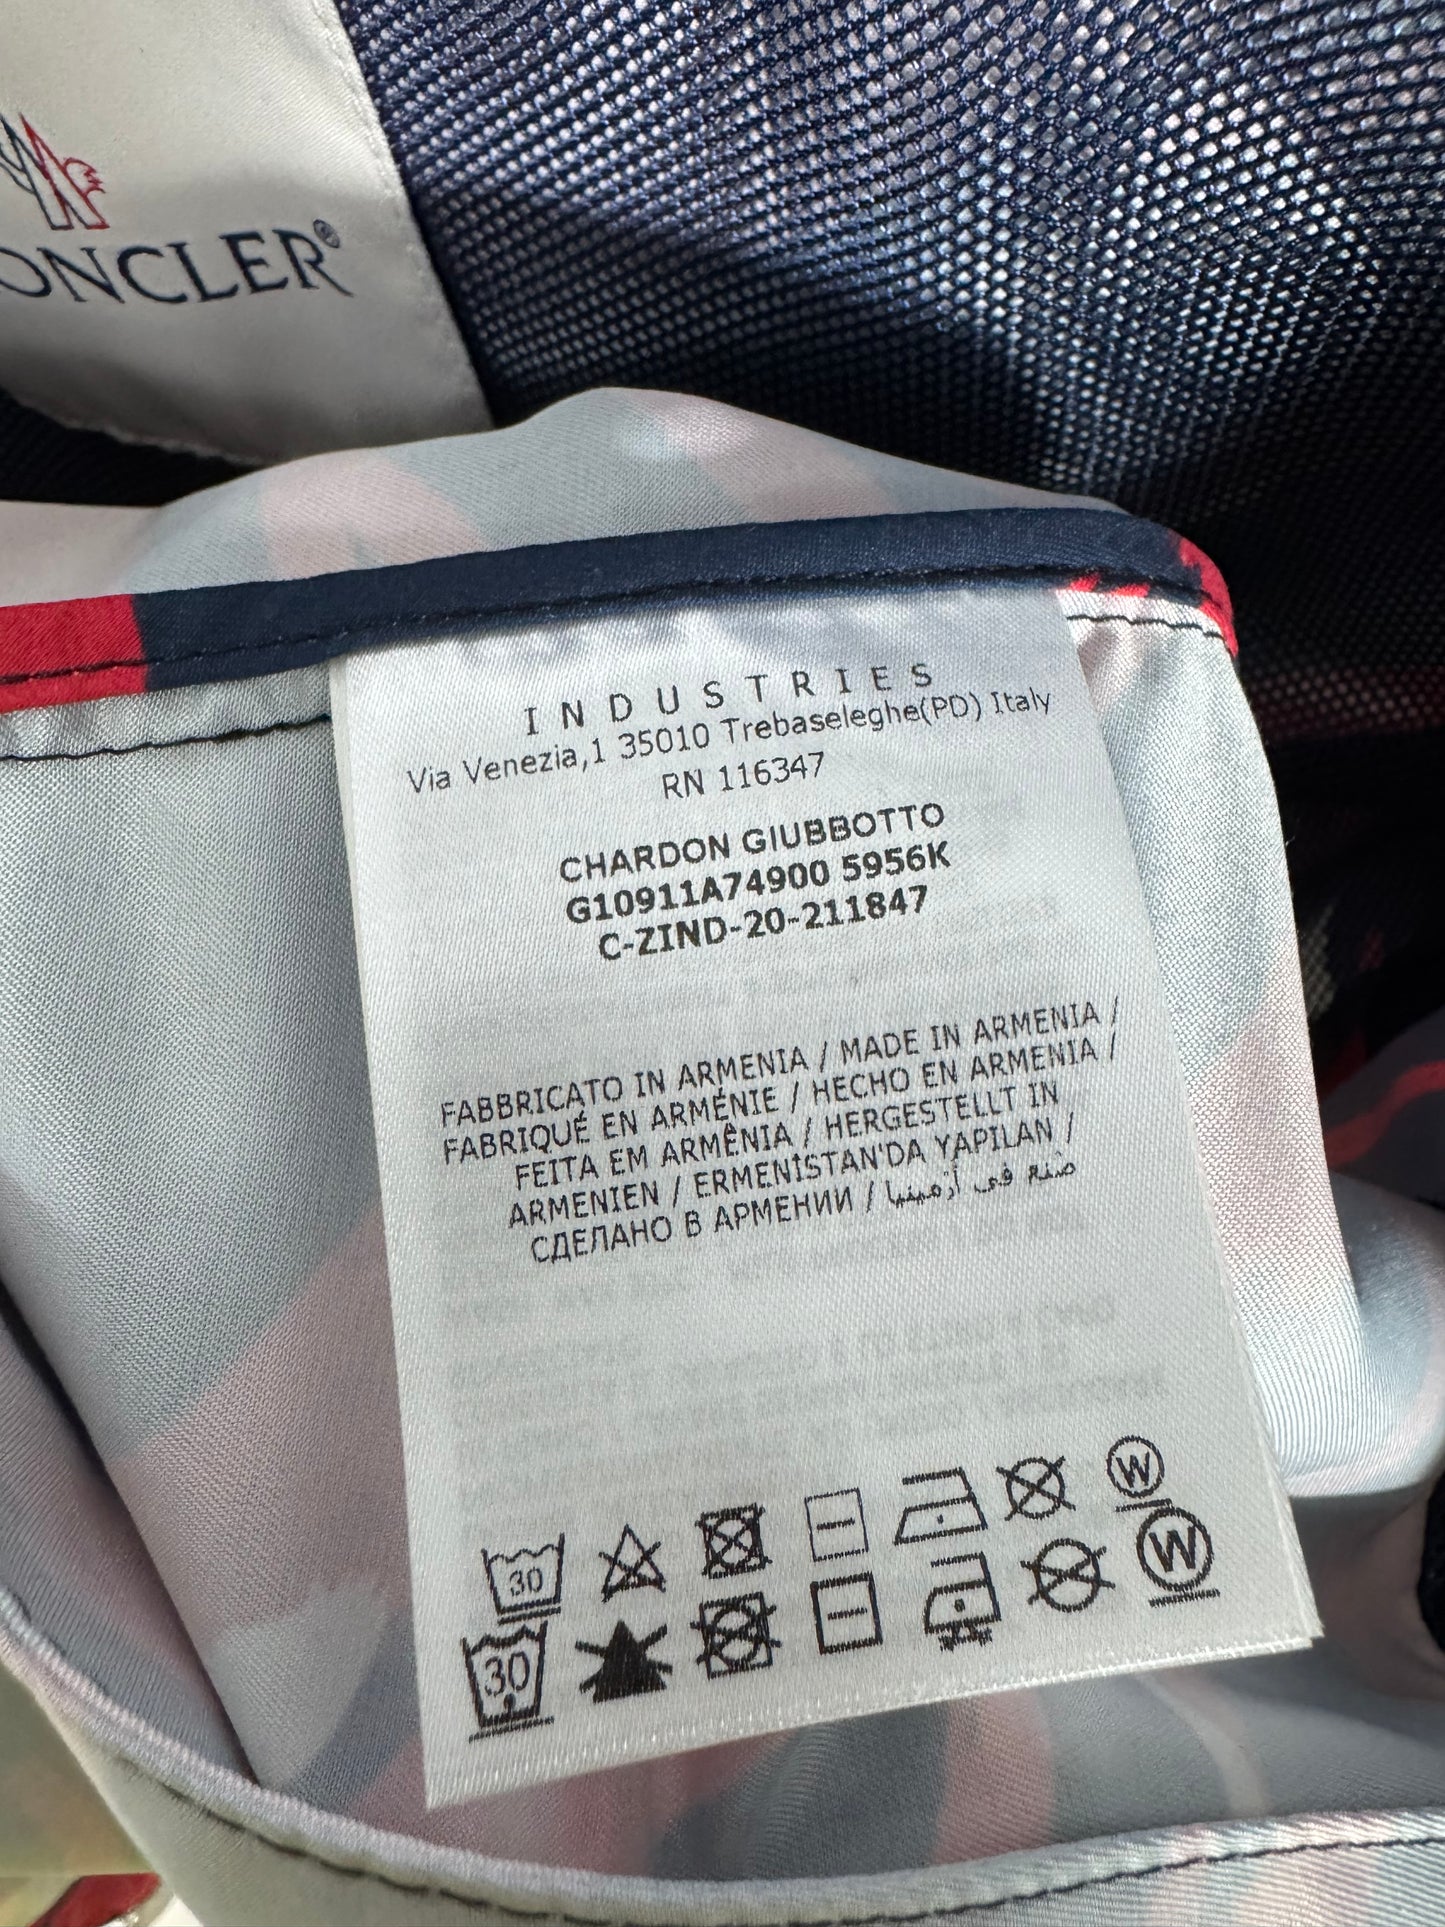 ONCLER®
INDUSTRIES
Via Venezia,1 35010 Trebaseleghe(PD) Italy
RN 116347
CHARDON GIUBBOTTO
G10911A74900 5956K
C-ZIND-20-211847
FABBRICATO IN ARMENIA / MADE IN ARMENIA /
FABRIQUÉ EN ARMÉNIE / HECHO EN ARMENIA /
FEITA EM ARMÊNIA / HERGESTELLT IN
ARMENIEN / ERMENİSTAN'DA YAPILAN /
СДЕЛАНО В АРМЕНИИ / صنع في أرمينيا
30 W
30 W